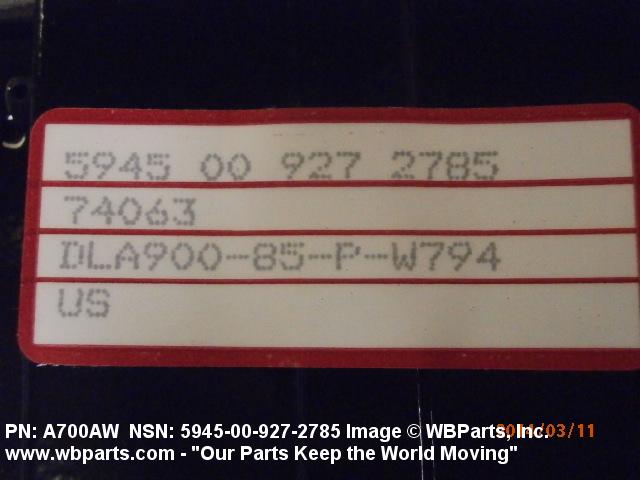 5945 00 927 2785
74063
DLA900-85-P-W794
US
PN: A700AW NSN: 5945-00-927-2785 Image © WBParts, Inc.
www.wbparts.com - "Our Parts Keep the World Moving"